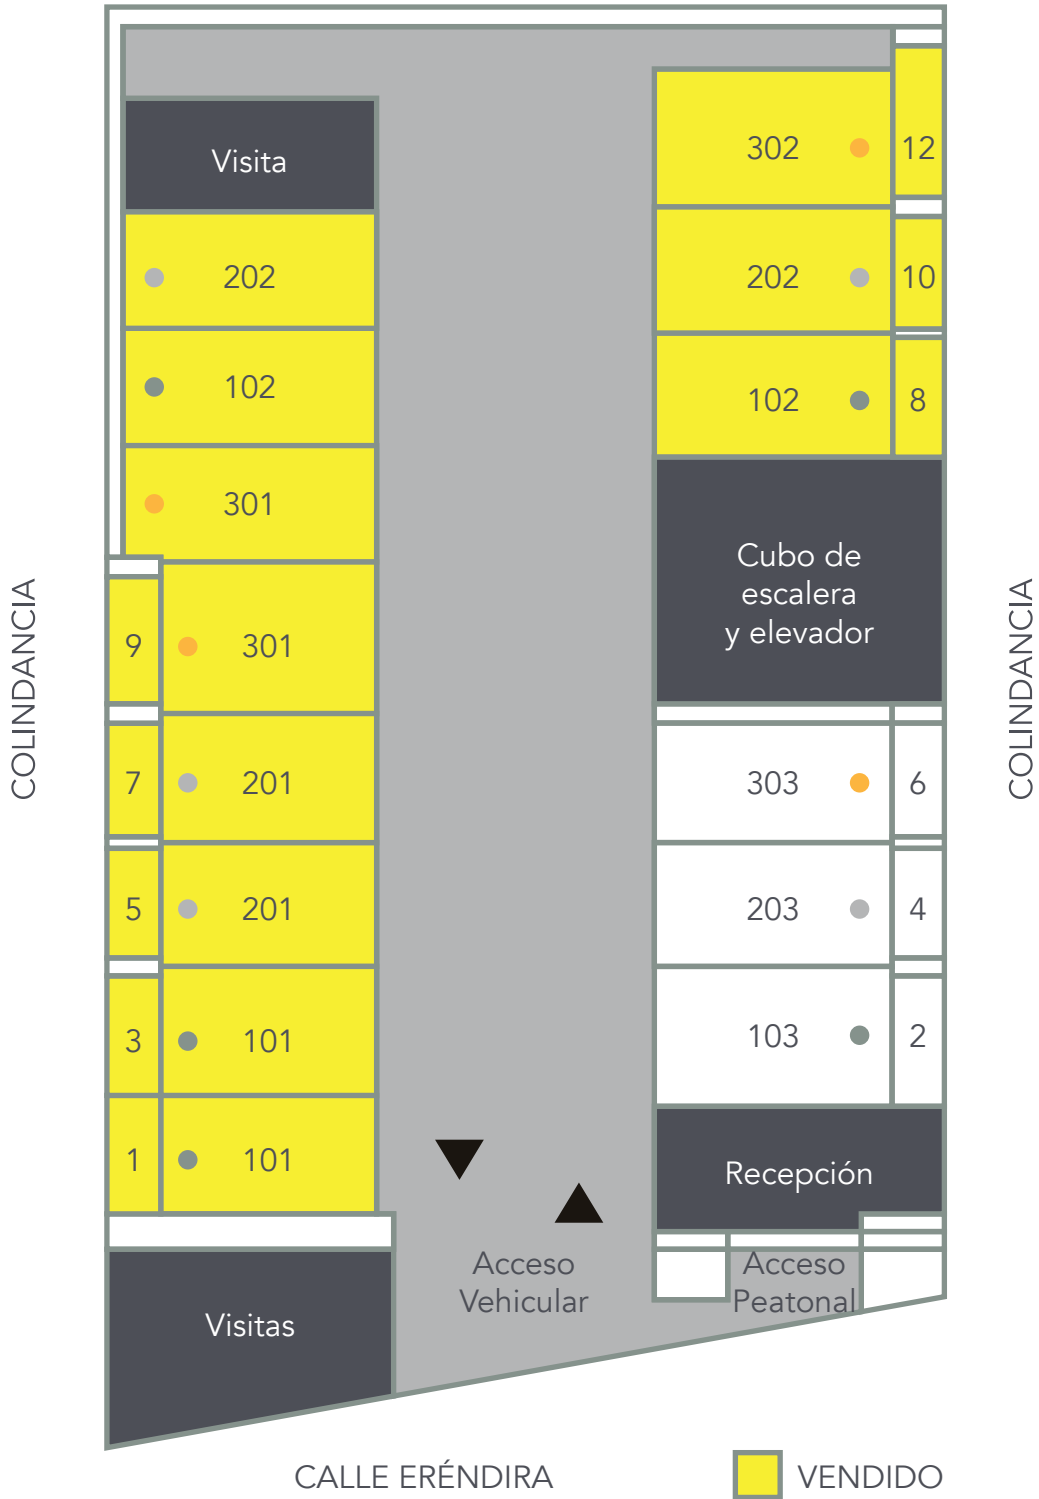 Visita
202
102
301
9 301
7 201
5 201
3 101
1 101
Visitas
302 12
202 10
102 8
Cubo de
escalera
y elevador
303 6
203 4
103 2
Recepción
Acceso
Vehicular
Acceso
Peatonal
COLINDANCIA
COLINDANCIA
CALLE ERÉNDIRA
VENDIDO